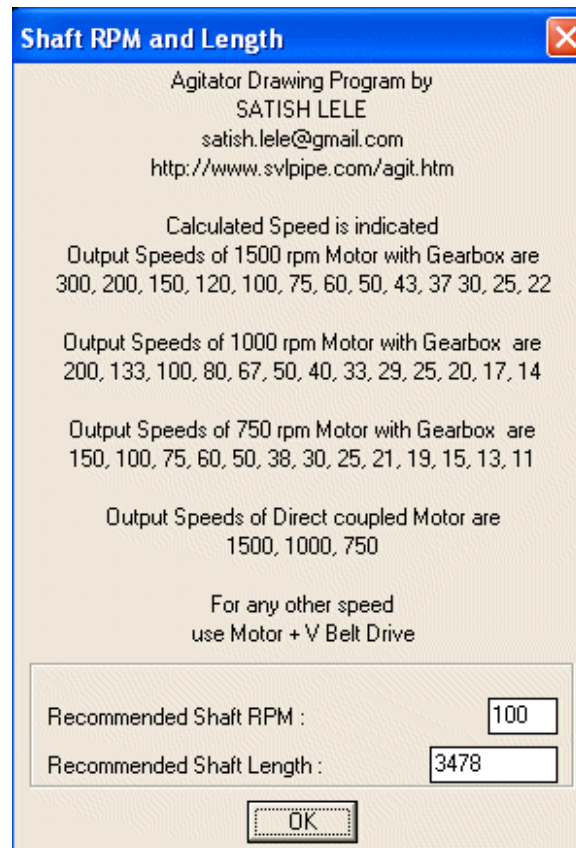 Shaft RPM and Length
Agitator Drawing Program by
SATISH LELE
satish.lele@gmail.com
http://www.svlpipe.com/agit.htm
Calculated Speed is indicated
Output Speeds of 1500 rpm Motor with Gearbox are
300, 200, 150, 120, 100, 75, 60, 50, 43, 37 30, 25, 22
Output Speeds of 1000 rpm Motor with Gearbox are
200, 133, 100, 80, 67, 50, 40, 33, 29, 25, 20, 17, 14
Output Speeds of 750 rpm Motor with Gearbox are
150, 100, 75, 60, 50, 38, 30, 25, 21, 19, 15, 13, 11
Output Speeds of Direct coupled Motor are
1500, 1000, 750
For any other speed
use Motor + V Belt Drive
Recommended Shaft RPM : 100
Recommended Shaft Length : 3478
OK